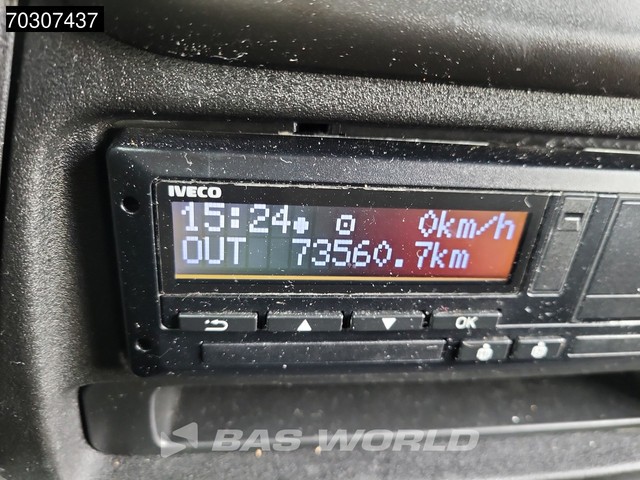 70307437
IVECO
15:24 0km/h
OUT 73560.7km
OK
BAS WORLD